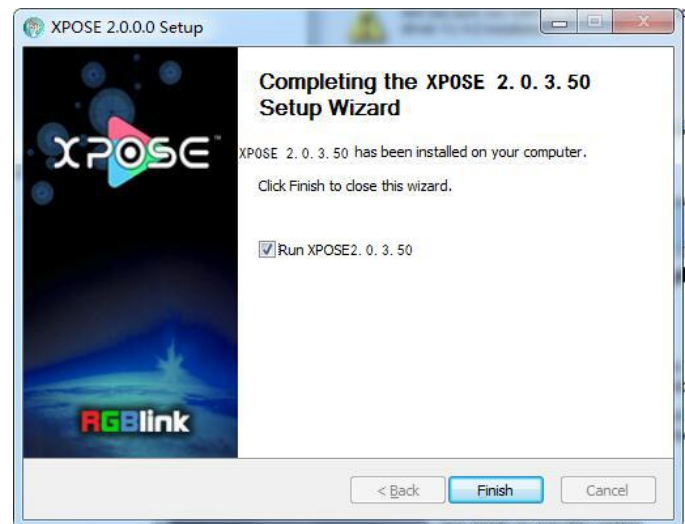 XPOSE 2.0.0.0 Setup
Completing the XPOSE 2.0.3.50
Setup Wizard
XPOSE™
XPOSE 2.0.3.50 has been installed on your computer.
Click Finish to close this wizard.
Run XPOSE2.0.3.50
RGBlink
< Back
Finish
Cancel